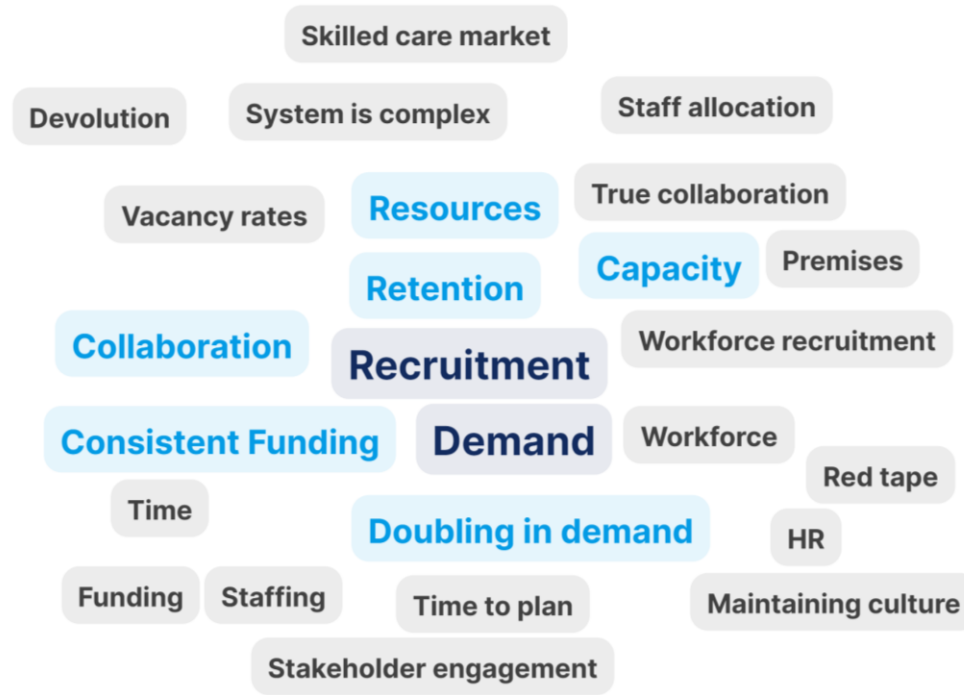 Skilled care market
Devolution
System is complex
Staff allocation
Vacancy rates
Resources
True collaboration
Retention
Capacity
Premises
Collaboration
Recruitment
Workforce recruitment
Consistent Funding
Demand
Workforce
Red tape
Time
Doubling in demand
HR
Funding
Staffing
Time to plan
Maintaining culture
Stakeholder engagement